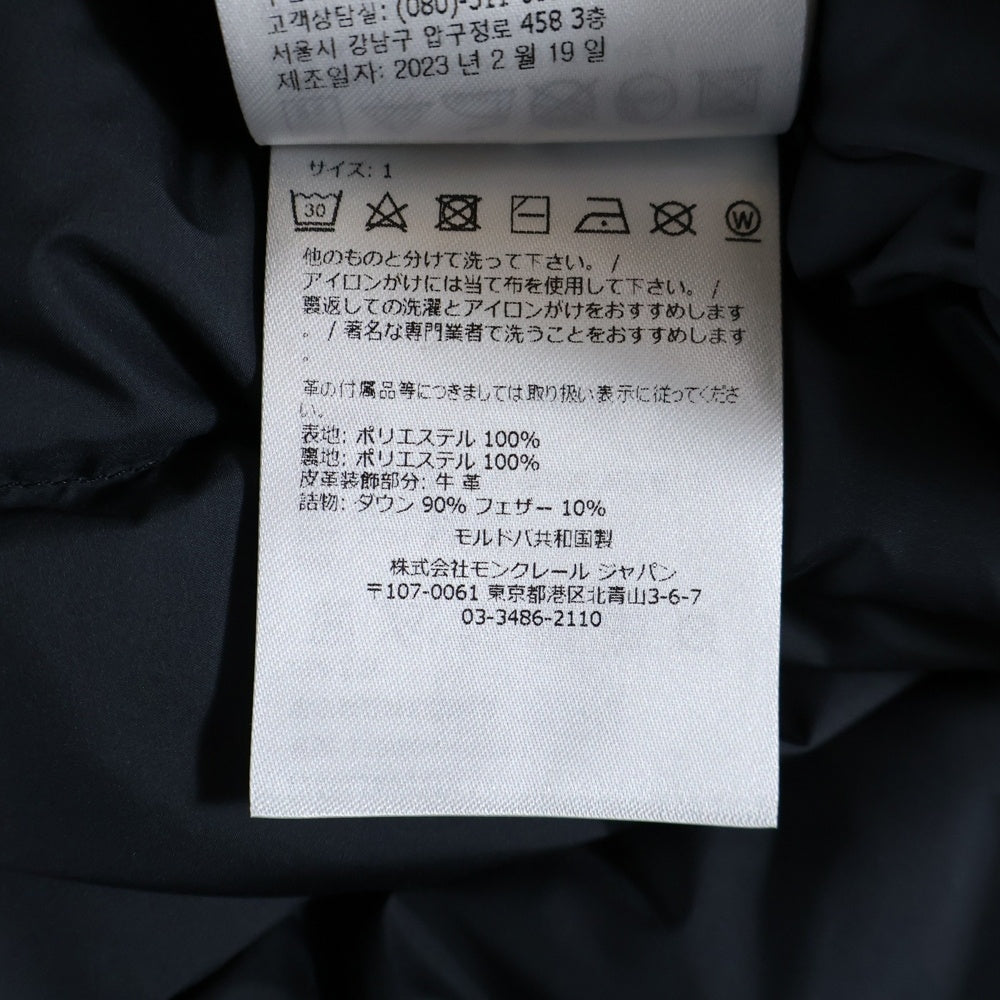 고객상담실: (080)-511
서울시 강남구 압구정로 458 3층
제조일자: 2023 년 2 월 19 일
サイズ: 1
30
W
他のものと分けて洗って下さい。 /
アイロンがけには当て布を使用して下さい。 /
裏返しての洗濯とアイロンがけをおすすめします
。 / 著名な専門業者で洗うことをおすすめします
。
革の付属品等につきましては取り扱い表示に従ってくださ
い。
表地: ポリエステル 100%
裏地: ポリエステル 100%
皮革装飾部分: 牛 革
詰物: ダウン 90% フェザー 10%
モルドバ共和国製
株式会社モンクレール ジャパン
〒107-0061 東京都港区北青山3-6-7
03-3486-2110